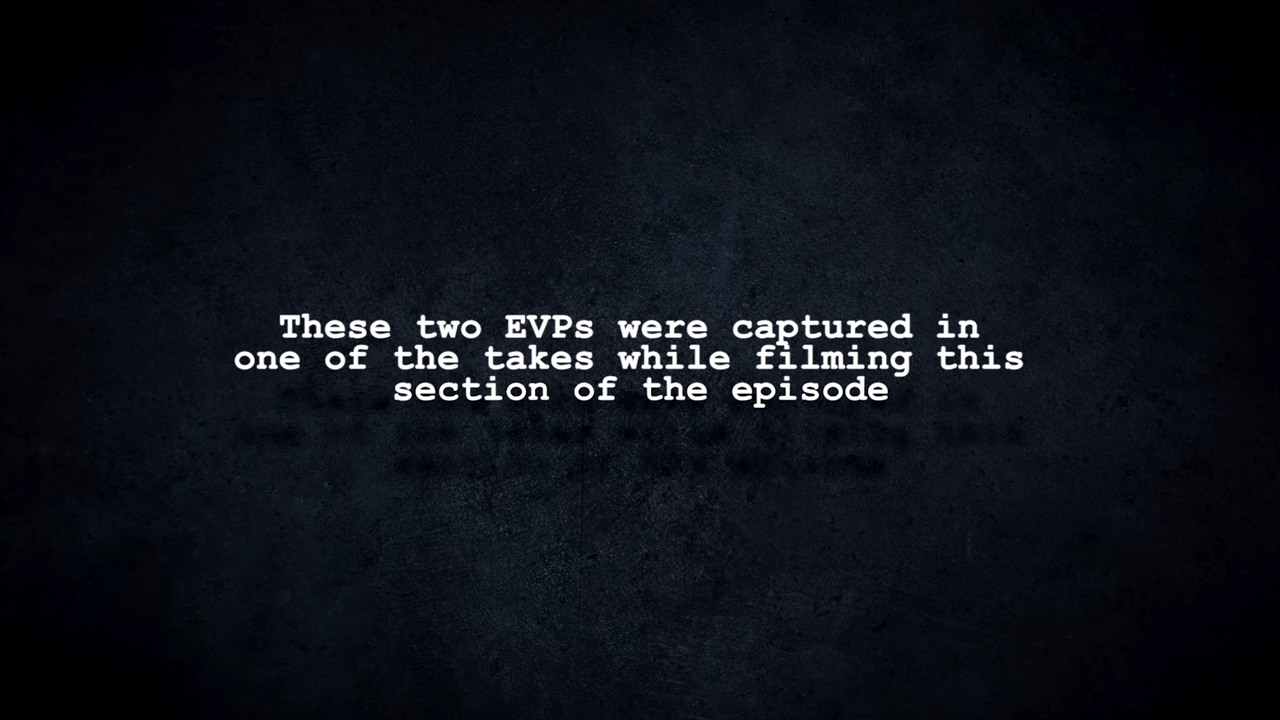 These two EVPs were captured in
one of the takes while filming this
section of the episode